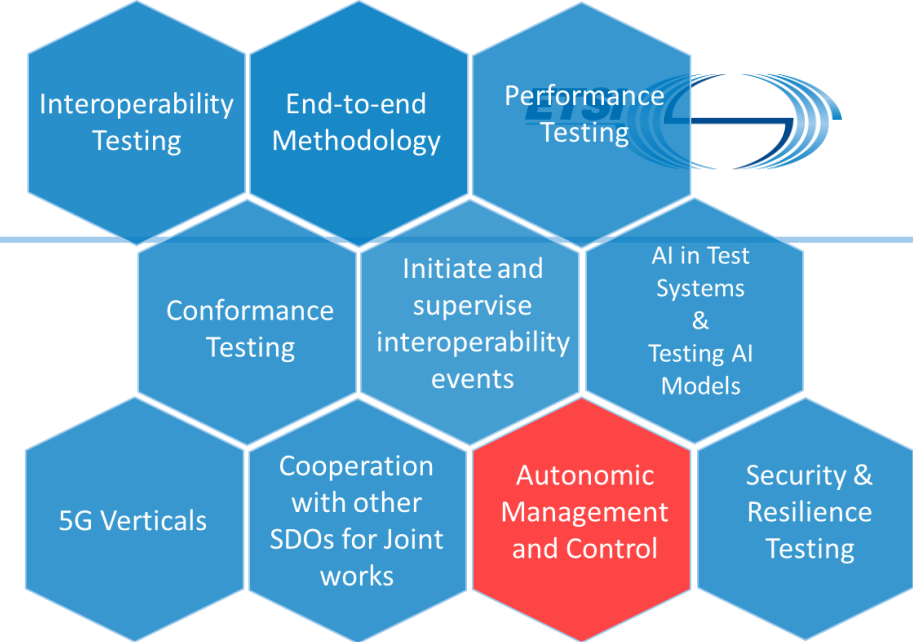 Interoperability
Testing
End-to-end
Methodology
Performance
Testing
ETSI
Conformance
Testing
Initiate and
supervise
interoperability
events
AI in Test
Systems
&
Testing AI
Models
5G Verticals
Cooperation
with other
SDOs for Joint
works
Autonomic
Management
and Control
Security &
Resilience
Testing